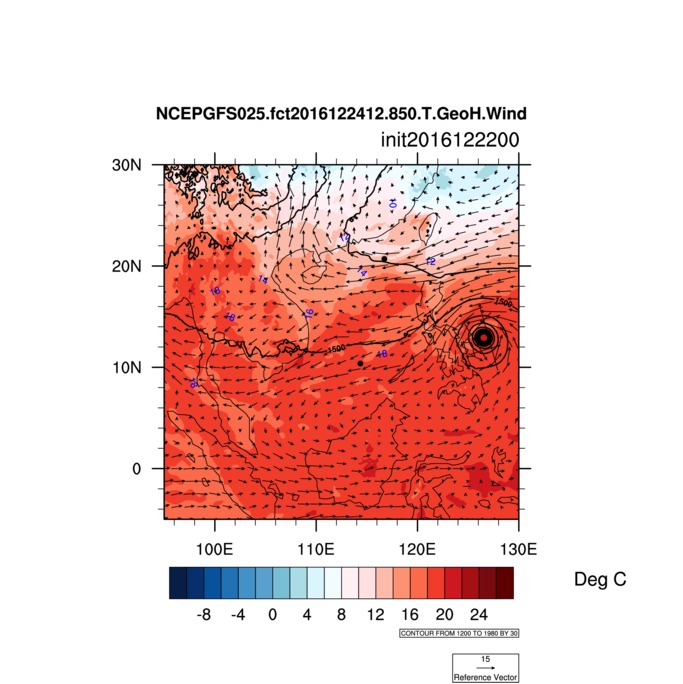 NCEPGFS025.fct2016122412.850.T.GeoH.Wind
init2016122200
30N
10
12
12
20N
14
14
16
1500
18
16
1500
18
10N
18
0
100E 110E 120E 130E
-8 -4 0 4 8 12 16 20 24
Deg C
CONTOUR FROM 1200 TO 1980 BY 30
15
Reference Vector